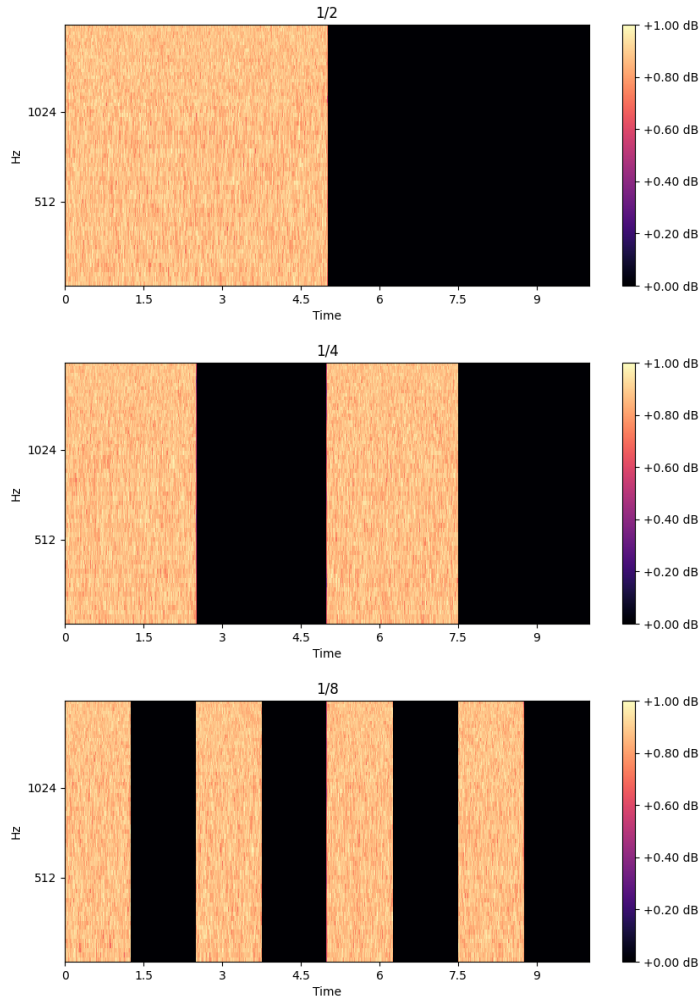 1/2
+1.00 dB
+0.80 dB
1024
+0.60 dB
Hz
+0.40 dB
512
+0.20 dB
+0.00 dB
0 1.5 3 4.5 6 7.5 9
Time
1/4
+1.00 dB
+0.80 dB
1024
+0.60 dB
Hz
+0.40 dB
512
+0.20 dB
+0.00 dB
0 1.5 3 4.5 6 7.5 9
Time
1/8
+1.00 dB
+0.80 dB
1024
+0.60 dB
Hz
+0.40 dB
512
+0.20 dB
+0.00 dB
0 1.5 3 4.5 6 7.5 9
Time